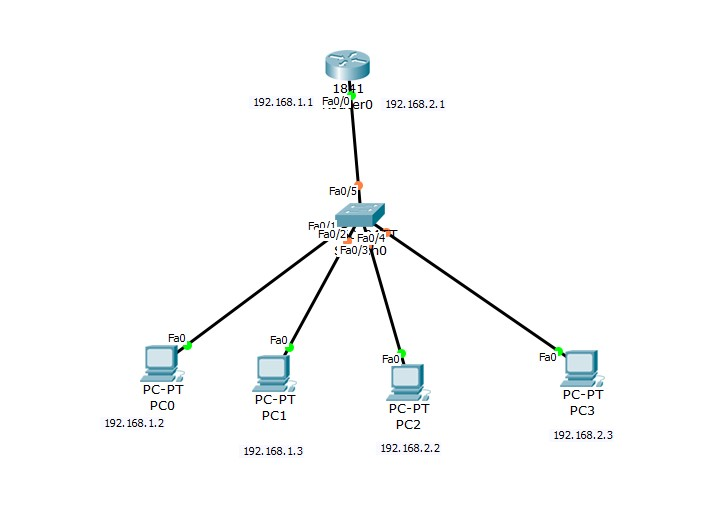 1841
192.168.1.1
Fa0/0
192.168.2.1
Fa0/5
Fa0/1
Fa0/2
Fa0/4
Fa0/3
Fa0
Fa0
Fa0
Fa0
PC-PT
PC0
PC-PT
PC1
PC-PT
PC2
PC-PT
PC3
192.168.1.2
192.168.1.3
192.168.2.2
192.168.2.3